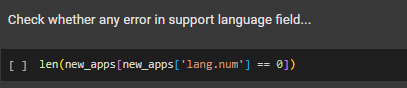 Check whether any error in support language field...
[ ] len(new_apps[new_apps['lang.num'] == 0])